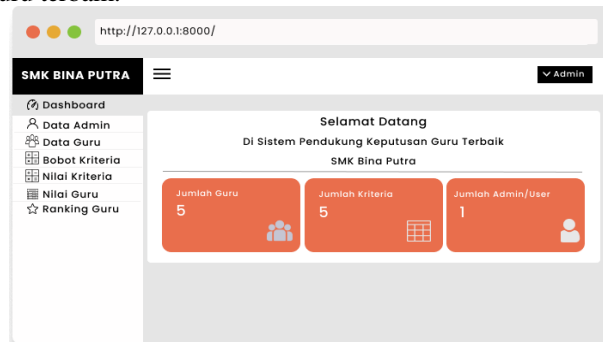 http://127.0.0.1:8000/
SMK BINA PUTRA
Admin
Dashboard
Data Admin
Data Guru
Bobot Kriteria
Nilai Kriteria
Nilai Guru
Ranking Guru
Selamat Datang
Di Sistem Pendukung Keputusan Guru Terbaik
SMK Bina Putra
Jumlah Guru
5
Jumlah Kriteria
5
Jumlah Admin/User
1